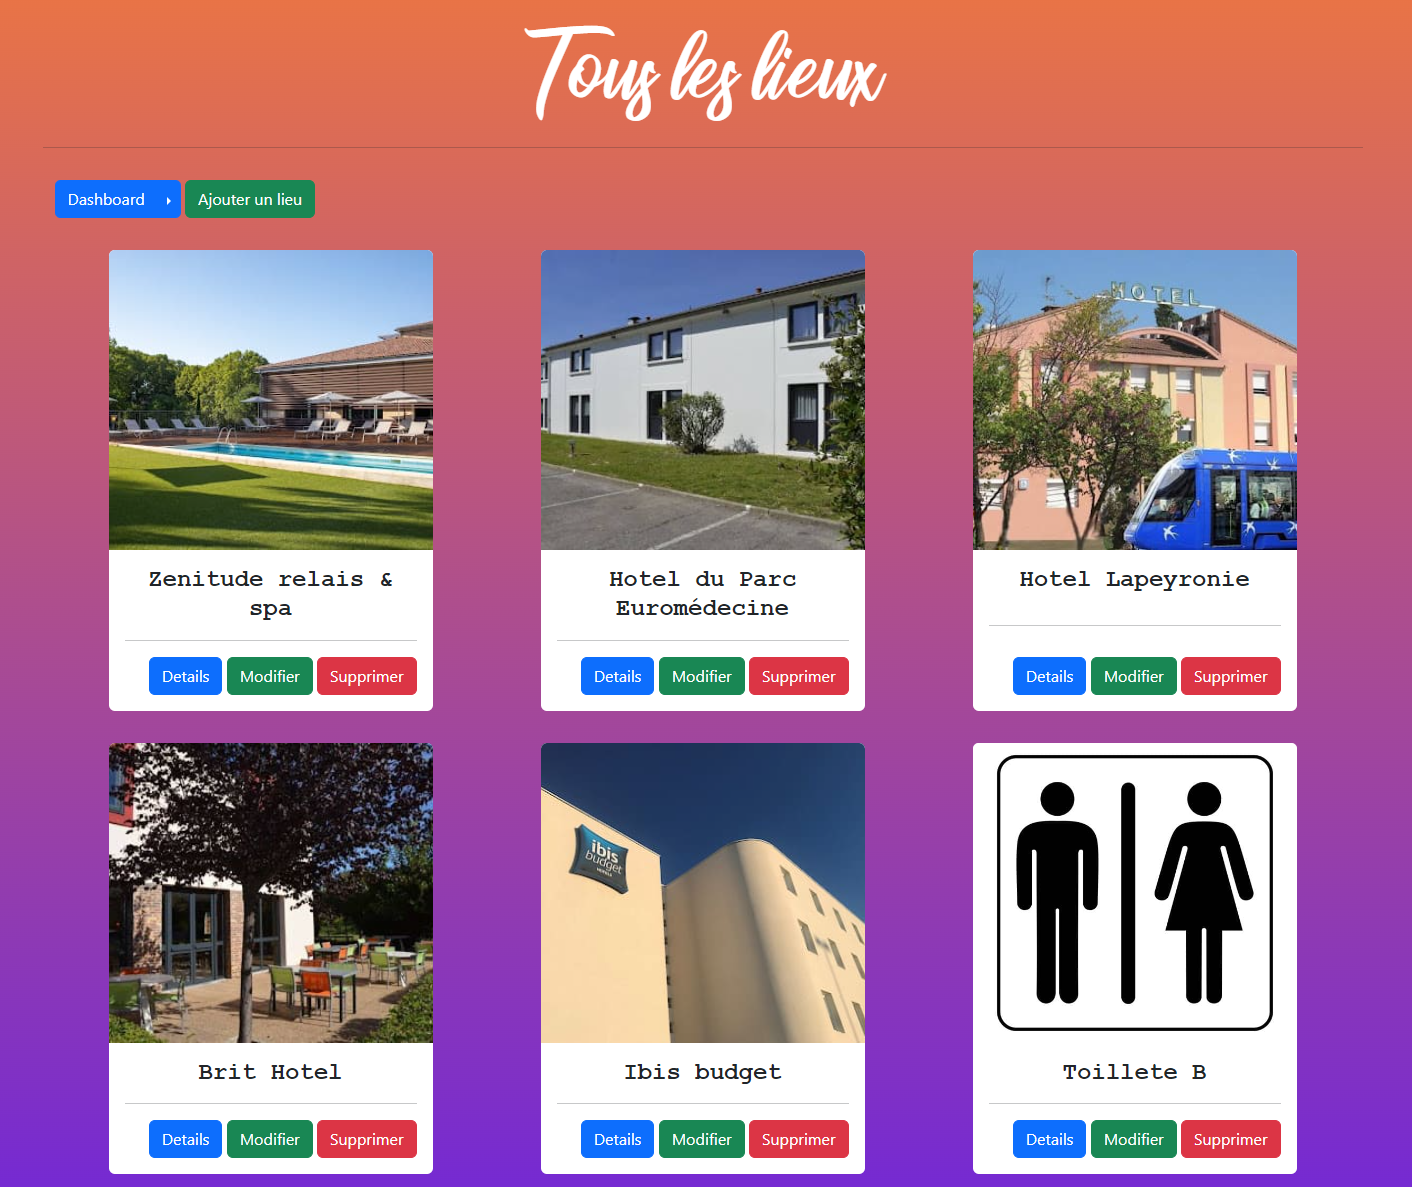 Tous les lieux
Dashboard
Ajouter un lieu
HOTEL
Zenitude relais &
spa
Hotel du Parc
Euromédecine
Hotel Lapeyronie
Details Modifier Supprimer
Details Modifier Supprimer
Details Modifier Supprimer
ibis
budget
HOTELS
Brit Hotel
Ibis budget
Toillete B
Details Modifier Supprimer
Details Modifier Supprimer
Details Modifier Supprimer